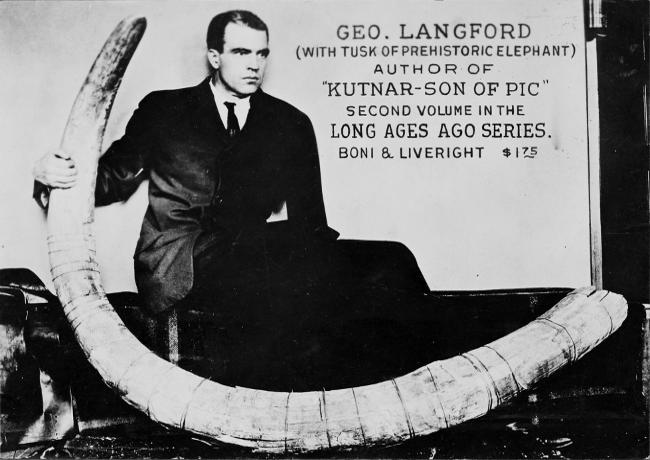 GEO. LANGFORD
(WITH TUSK OF PREHISTORIC ELEPHANT)
AUTHOR OF
"KUTNAR-SON OF PIC"
SECOND VOLUME IN THE
LONG AGES AGO SERIES.
BONI & LIVERIGHT $1.75